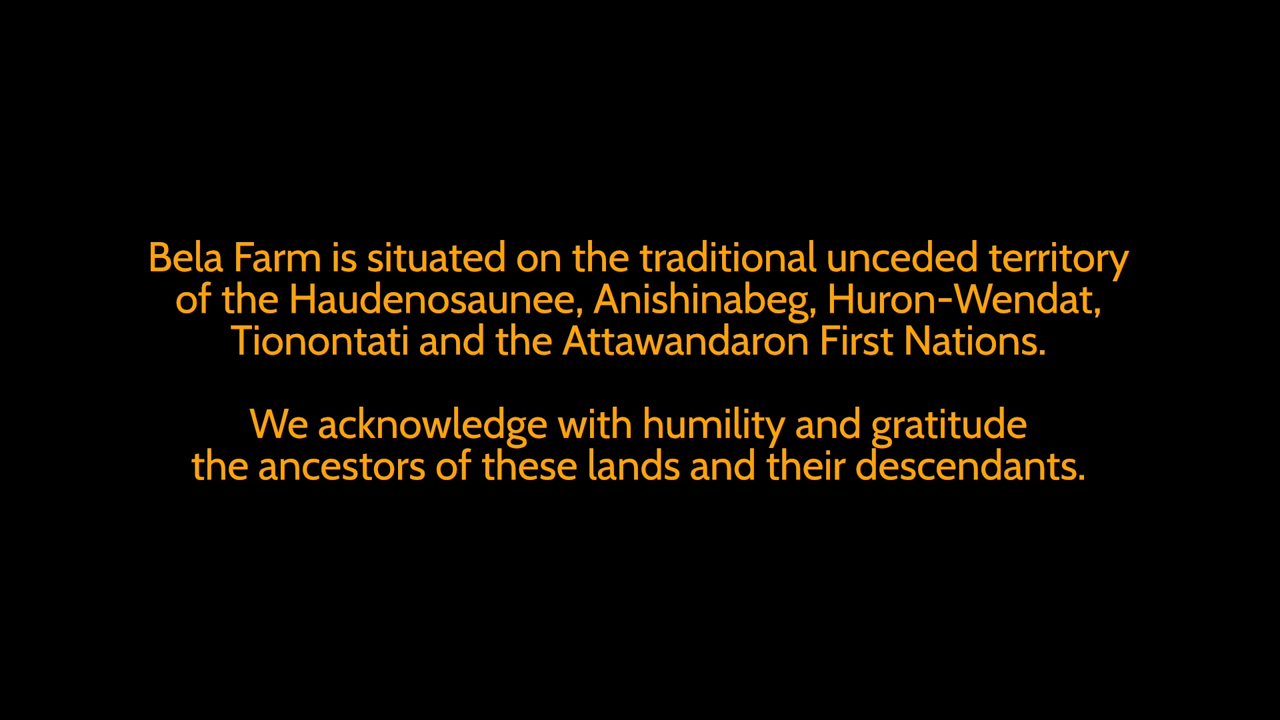 Bela Farm is situated on the traditional unceded territory
of the Haudenosaunee, Anishinabeg, Huron-Wendat,
Tionontati and the Attawandaron First Nations.
We acknowledge with humility and gratitude
the ancestors of these lands and their descendants.